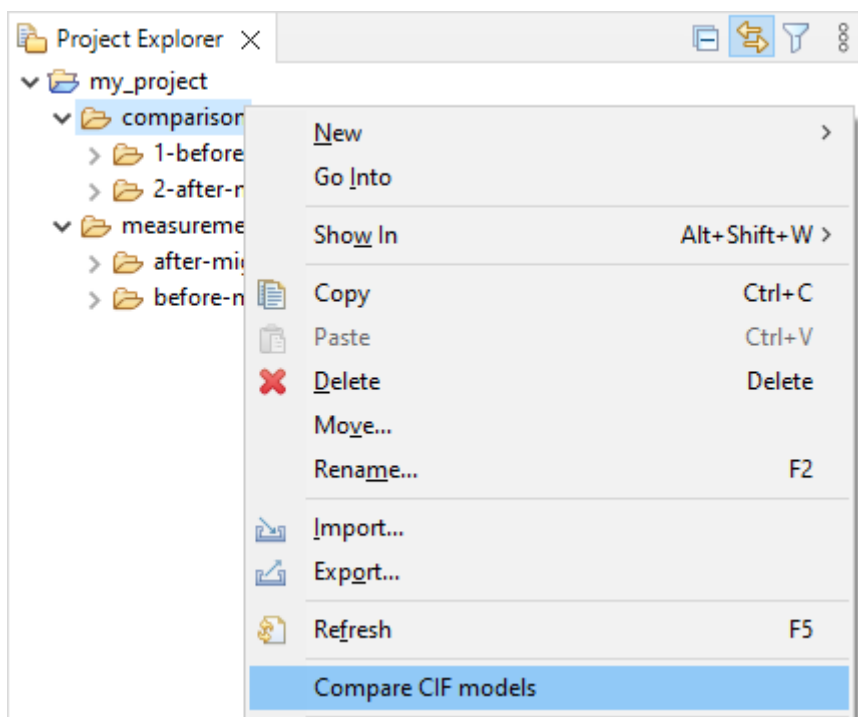 Project Explorer
my_project
comparison
1-before
2-after-
measureme
after-mi
before-
New
Go Into
Show In Alt+Shift+W >
Copy Ctrl+C
Paste Ctrl+V
Delete Delete
Move...
Rename... F2
Import...
Export...
Refresh F5
Compare CIF models